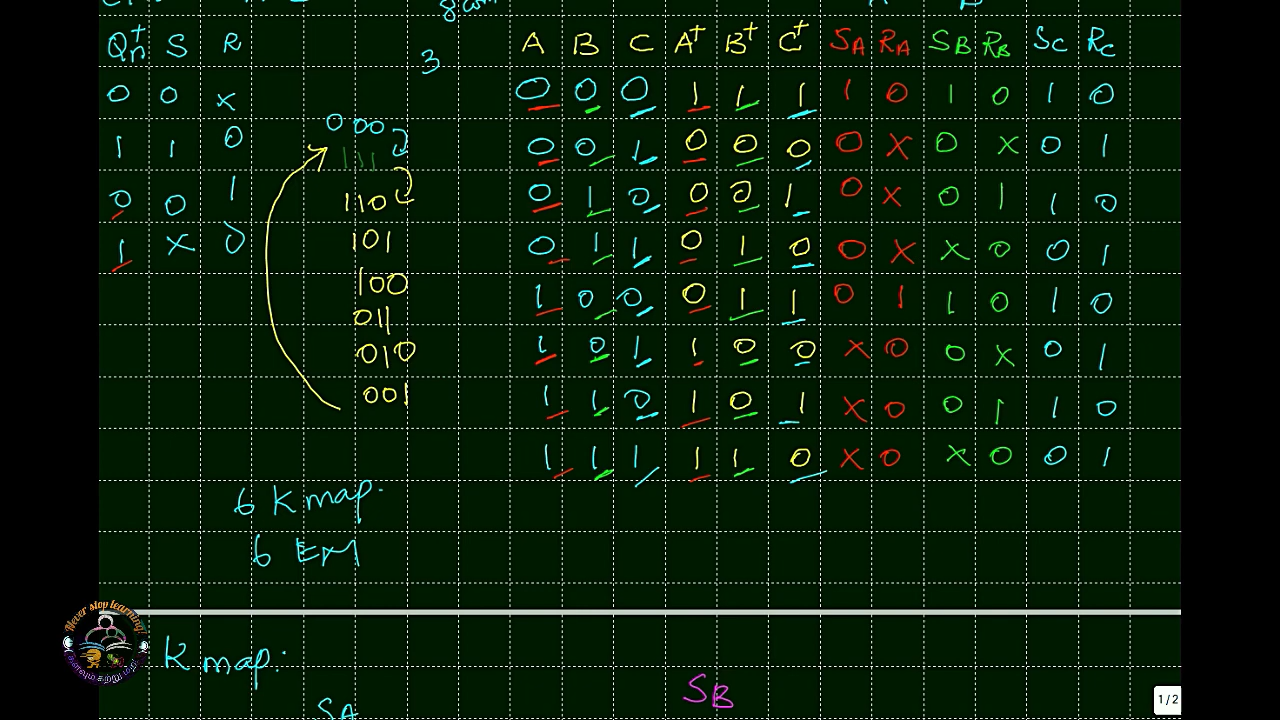 Qn+ S R
0 0 x
1 1 0
0 0 1
1 x 0
3
0 00
111
110
101
100
011
010
001
A B C A+ B+ C+ SA RA SB RB SC RC
0 0 0 1 1 1 1 0 1 0 1 0
0 0 1 0 0 0 0 x 0 x 0 1
0 1 0 0 0 1 0 x 0 1 1 0
0 1 1 0 1 0 0 x x 0 0 1
1 0 0 0 1 1 0 1 1 0 1 0
1 0 1 1 0 0 x 0 0 x 0 1
1 1 0 1 0 1 x 0 0 1 1 0
1 1 1 1 1 0 x 0 x 0 0 1
6 K map.
6 EM
Never stop learning!
K map:
SA
SB
1/2